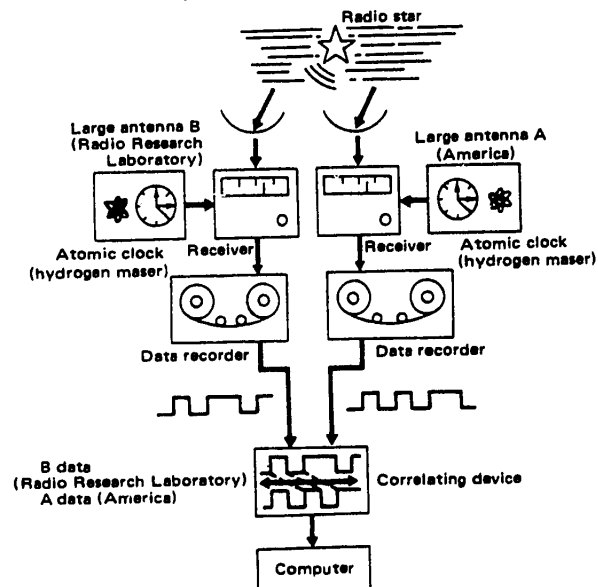 Radio star
Large antenna B
(Radio Research
Laboratory)
Large antenna A
(America)
Atomic clock
(hydrogen maser)
Receiver
Receiver
Atomic clock
(hydrogen maser)
Data recorder
Data recorder
B data
(Radio Research Laboratory)
A data (America)
Correlating device
Computer